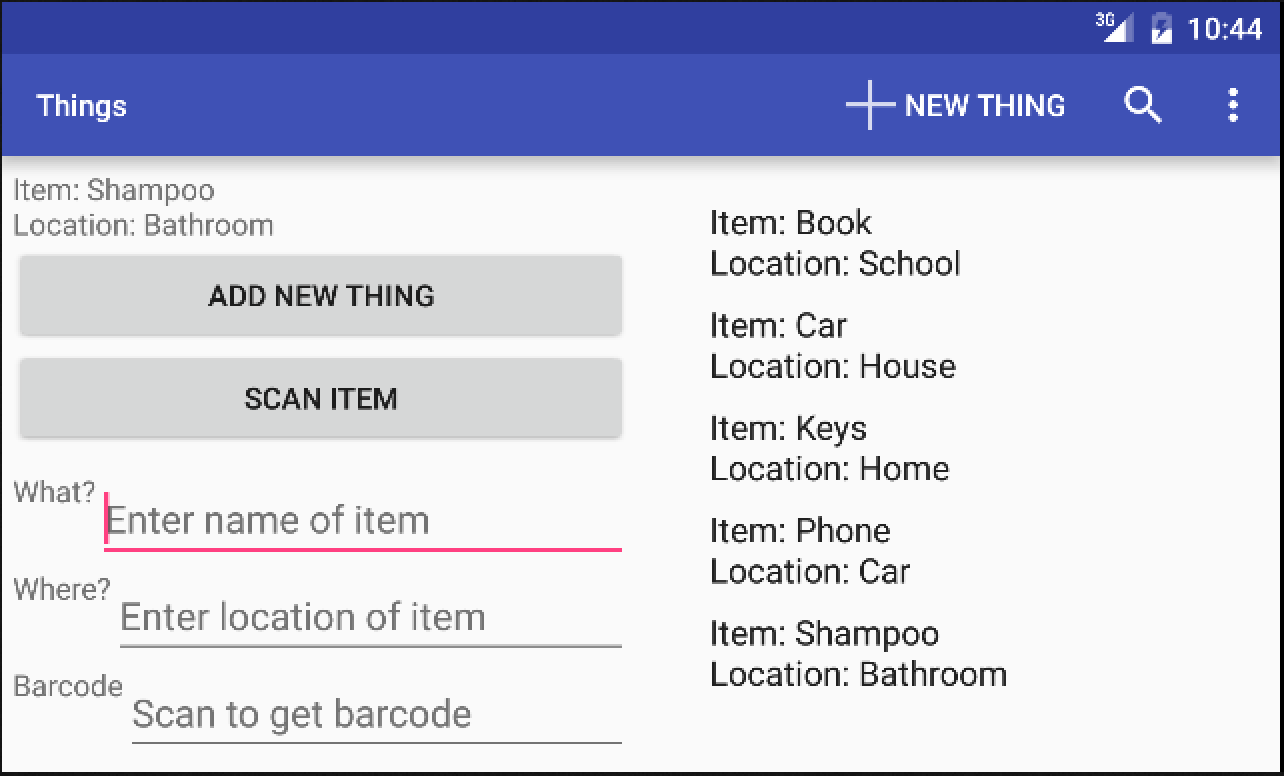 3G 10:44
Things NEW THING
Item: Shampoo
Location: Bathroom
ADD NEW THING
SCAN ITEM
What? Enter name of item
Where? Enter location of item
Barcode Scan to get barcode
Item: Book
Location: School
Item: Car
Location: House
Item: Keys
Location: Home
Item: Phone
Location: Car
Item: Shampoo
Location: Bathroom